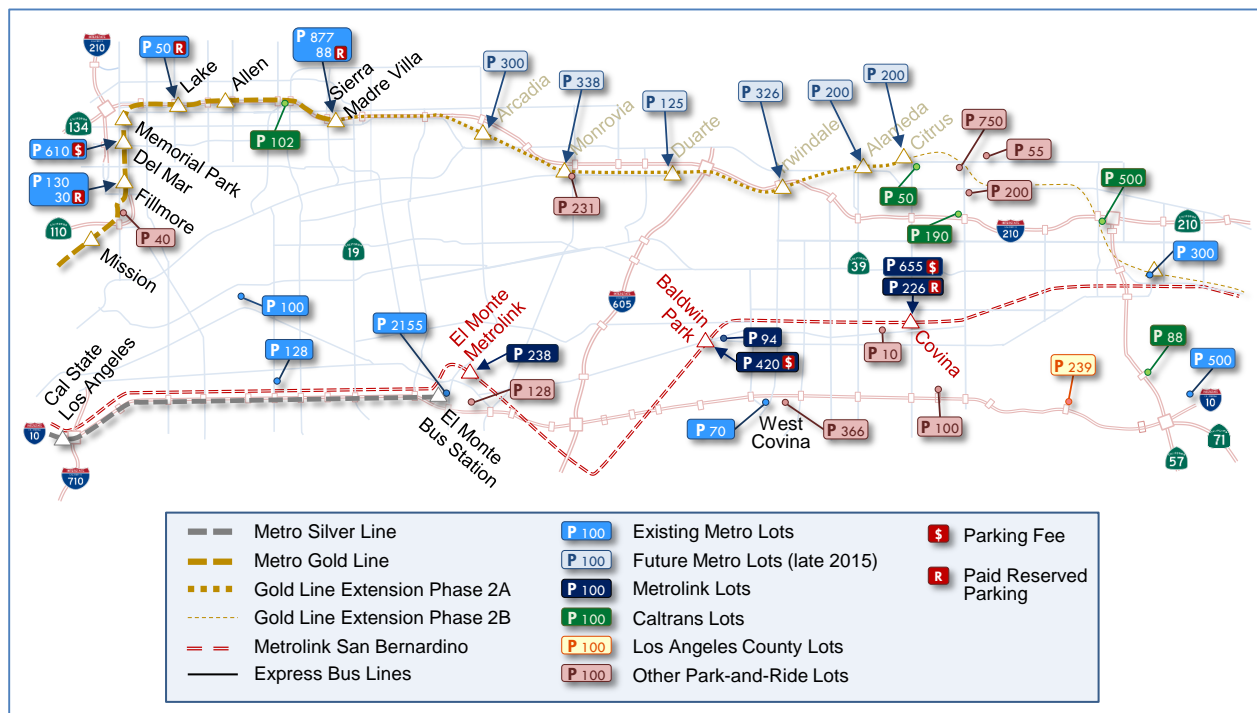 P 50 R
P 877
88 R
P 300
P 338
P 125
P 326
P 200
P 200
210
134
Lake
Allen
Sierra
Madre Villa
Arcadia
Monrovia
Duarte
Irwindale
Alameda
Citrus
P 750
P 55
P 200
P 610 $
P 130
30 R
Memorial Park
Del Mar
Fillmore
Mission
P 102
P 40
110
P 231
P 50
P 190
P 500
210
210
P 300
19
39
605
P 655 $
P 226 R
Covina
P 10
Baldwin
Park
P 94
P 420 $
P 100
P 128
P 2155
El Monte
Metrolink
P 238
P 128
El Monte
Bus Station
Cal State
Los Angeles
10
710
P 70
West
Covina
P 366
P 100
P 239
P 88
P 500
10
71
57
Metro Silver Line
Metro Gold Line
Gold Line Extension Phase 2A
Gold Line Extension Phase 2B
Metrolink San Bernardino
Express Bus Lines
P 100 Existing Metro Lots
P 100 Future Metro Lots (late 2015)
P 100 Metrolink Lots
P 100 Caltrans Lots
P 100 Los Angeles County Lots
P 100 Other Park-and-Ride Lots
$ Parking Fee
R Paid Reserved
Parking